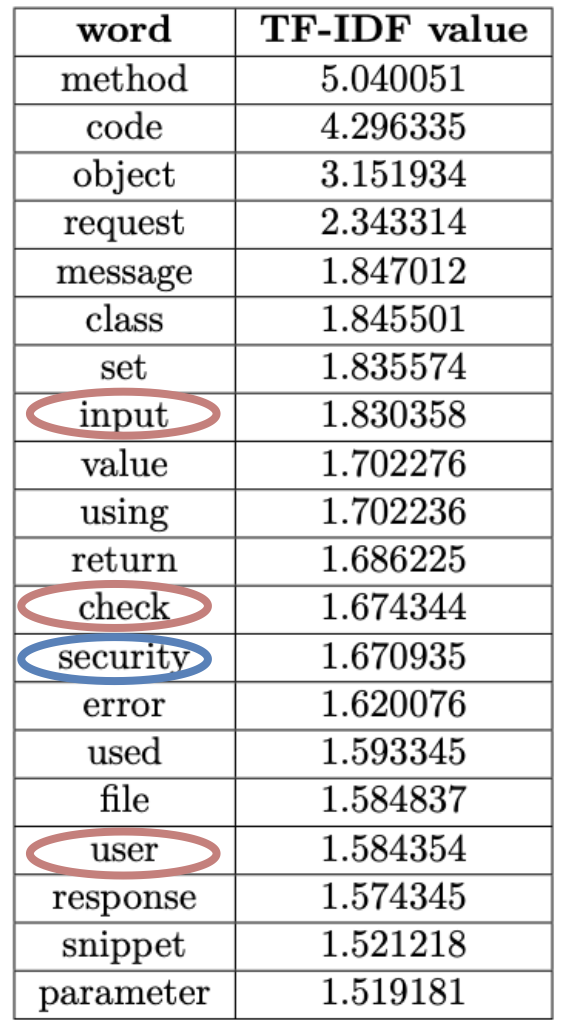 word TF-IDF value
method 5.040051
code 4.296335
object 3.151934
request 2.343314
message 1.847012
class 1.845501
set 1.835574
input 1.830358
value 1.702276
using 1.702236
return 1.686225
check 1.674344
security 1.670935
error 1.620076
used 1.593345
file 1.584837
user 1.584354
response 1.574345
snippet 1.521218
parameter 1.519181